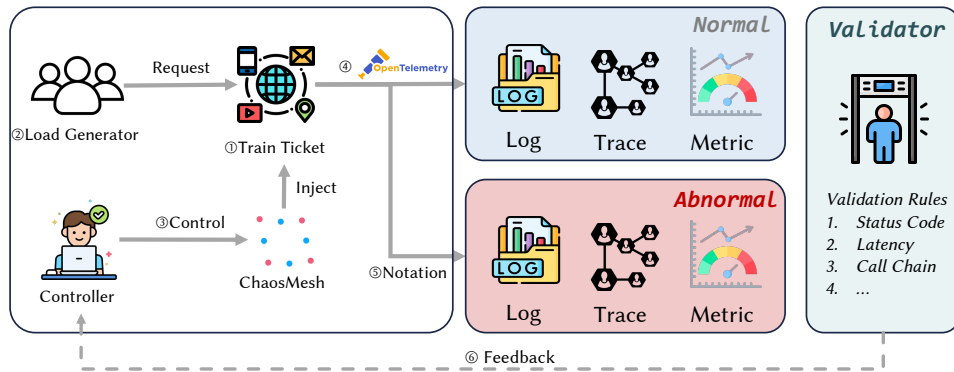 Request
②Load Generator
①Train Ticket
④
OpenTelemetry
Inject
③Control
Controller
ChaosMesh
⑤Notation
Normal
LOG
Log
Trace
Metric
Abnormal
LOG
Log
Trace
Metric
Validator
Validation Rules
1. Status Code
2. Latency
3. Call Chain
4. ...
⑥ Feedback